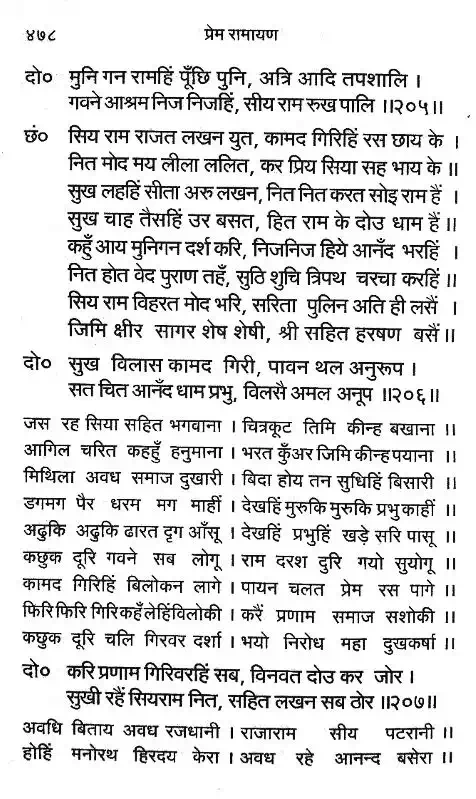 ४७८ प्रेम रामायण
दो० मुनि गन रामहिं पूँछि पुनि, अत्रि आदि तपशालि ।
गवने आश्रम निज निजहिं, सीय राम रुख पालि ।।२०५।।
छं० सिय राम राजत लखन युत, कामद गिरिहिं रस छाय के ।
नित मोद मय लीला ललित, कर प्रिय सिया सह भाय के ।।
सुख लहहिं सीता अरु लखन, नित नित करत सोइ राम हैं ।
सुख चाह तैसहिं उर बसत, हित राम के दोउ धाम हैं ।।
कहुँ आय मुनिगन दर्श करि, निजनिज हिये आनँद भरहिं ।
नित होत वेद पुराण तहँ, सुठि शुचि त्रिपथ चरचा करहिं ।।
सिय राम विहरत मोद भरि, सरिता पुलिन अति ही लसैं ।
जिमि क्षीर सागर शेष शेषी, श्री सहित हरषण बसैं ।।
दो० सुख विलास कामद गिरी, पावन थल अनुरूप ।
सत चित आनँद धाम प्रभु, विलसै अमल अनूप ।।२०६।।
जस रह सिया सहित भगवाना । चित्रकूट तिमि कीन्ह बखाना ।।
आगिल चरित कहहुँ हनुमाना । भरत कुँअर जिमि कीन्ह पयाना ।।
मिथिला अवध समाज दुखारी । बिदा होय तन सुधिहिं बिसारी ।।
डगमग पैर धरम मग माहीं । देखहिं मुरुकि मुरुकि प्रभु काहीं ।।
अढुकि अढुकि ढारत दृग आँसू । देखहिं प्रभुहिं खड़े सरि पासू ।।
कछुक दूरि गवने सब लोगू । राम दरश दुरि गयो सुयोगू ।।
कामद गिरिहिं बिलोकन लागे । पायन चलत प्रेम रस पागे ।।
फिरि फिरि गिरि कहँ लेहिं विलोकी । करैं प्रणाम समाज सशोकी ।।
कछुक दूरि चलि गिरवर दर्शा । भयो निरोध महा दुखकर्षा ।।
दो० करि प्रणाम गिरिवरहिं सब, विनवत दोउ कर जोर ।
सुखी रहैं सियराम नित, सहित लखन सब ठोर ।।२०७।।
अवधि बिताय अवध रजधानी । राजाराम सीय पटरानी ।।
होहिं मनोरथ हिरदय केरा । अवध रहे आनन्द बसेरा ।।